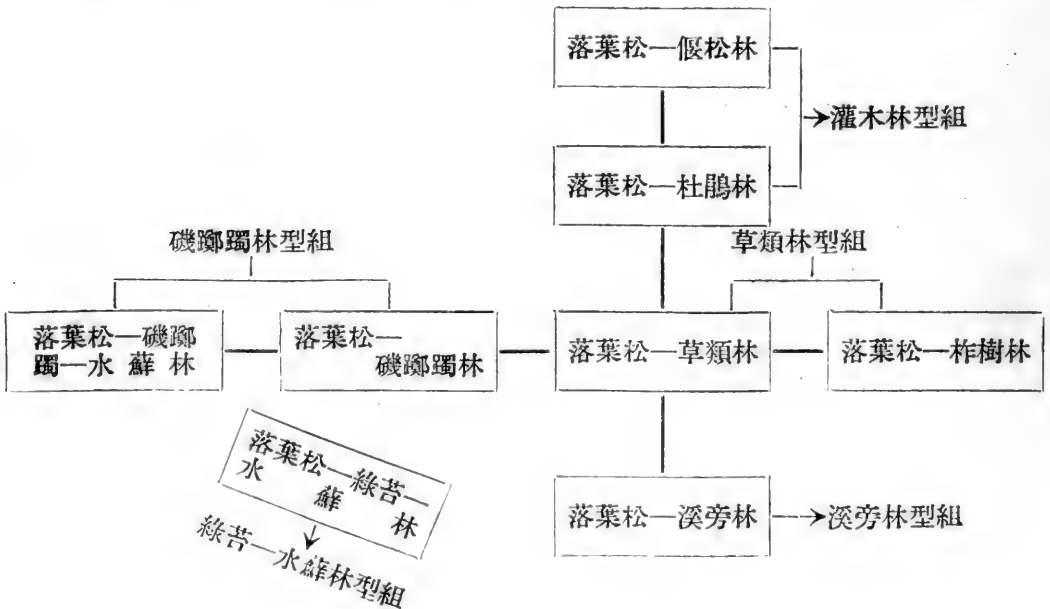 落葉松—偃松林
→灌木林型組
落葉松—杜鵑林
磯躑躅林型組
草類林型組
落葉松—磯躑
躅—水蘇林
落葉松—
磯躑躅林
落葉松—草類林
落葉松—柞樹林
落葉松—綠苔—
水蘇林
綠苔—水蘇林型組
落葉松—溪旁林
→溪旁林型組